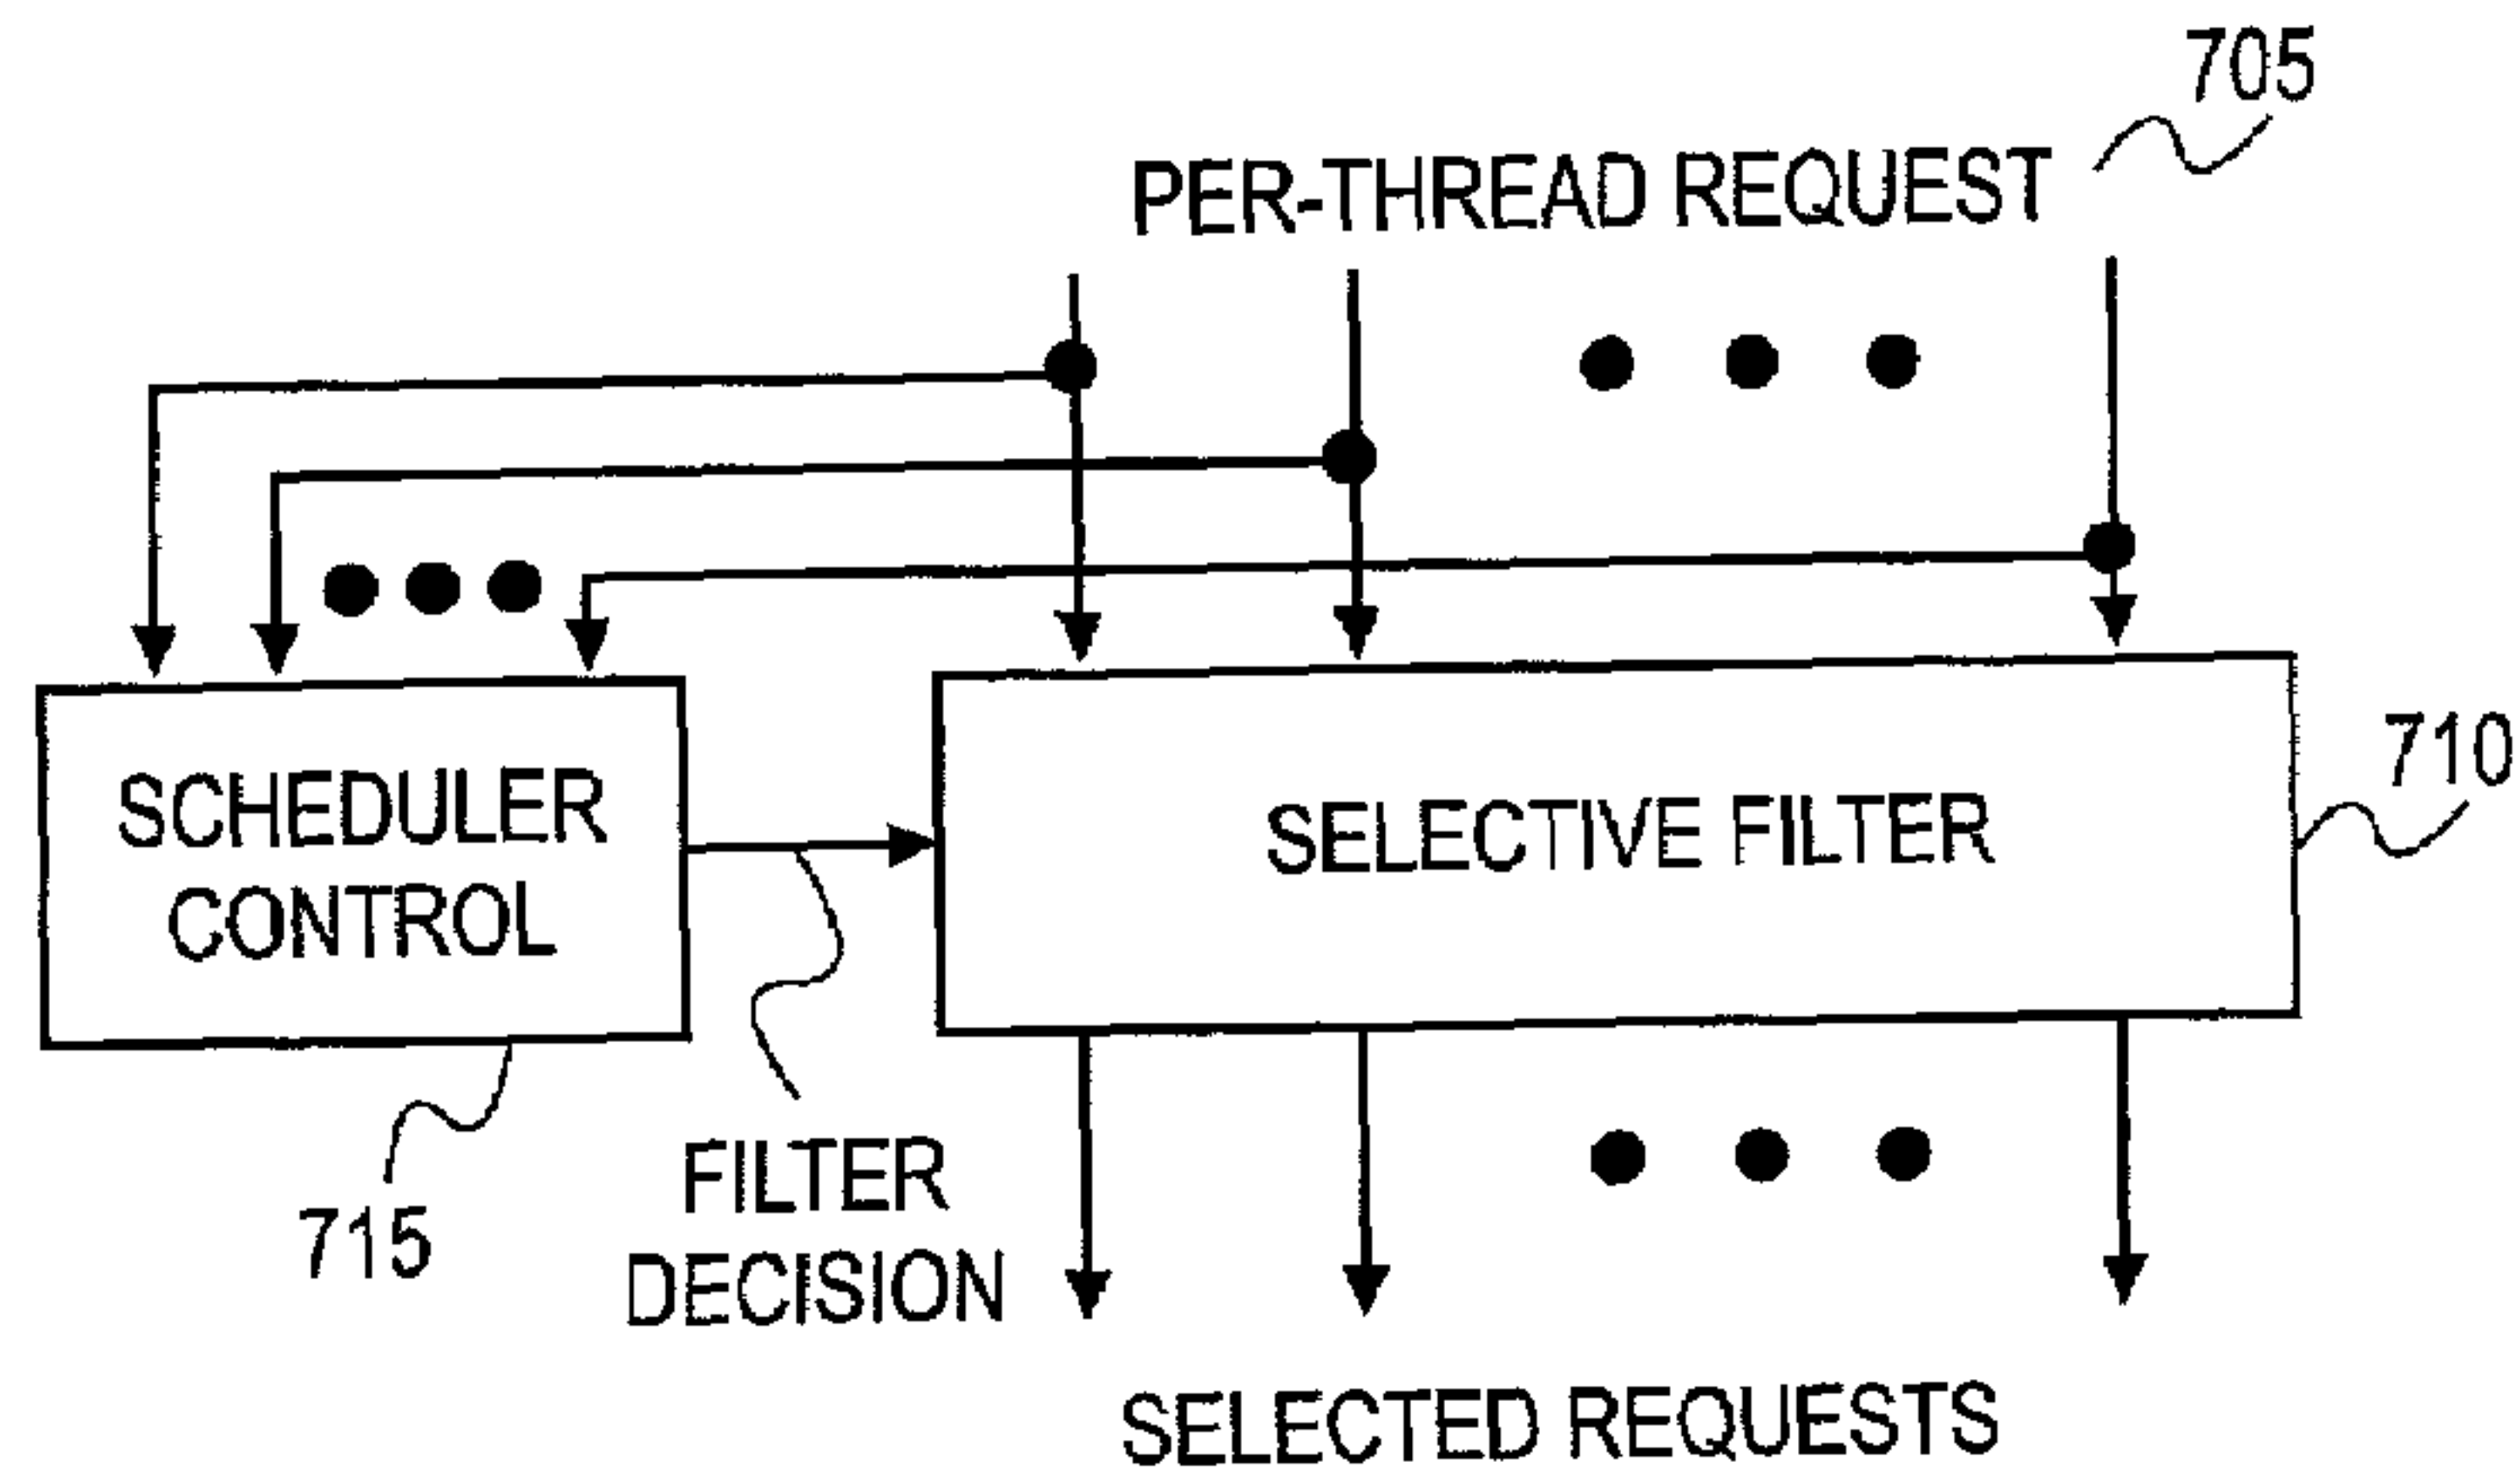 705
PER-THREAD REQUEST
SCHEDULER
CONTROL
SELECTIVE FILTER
710
715
FILTER
DECISION
SELECTED REQUESTS